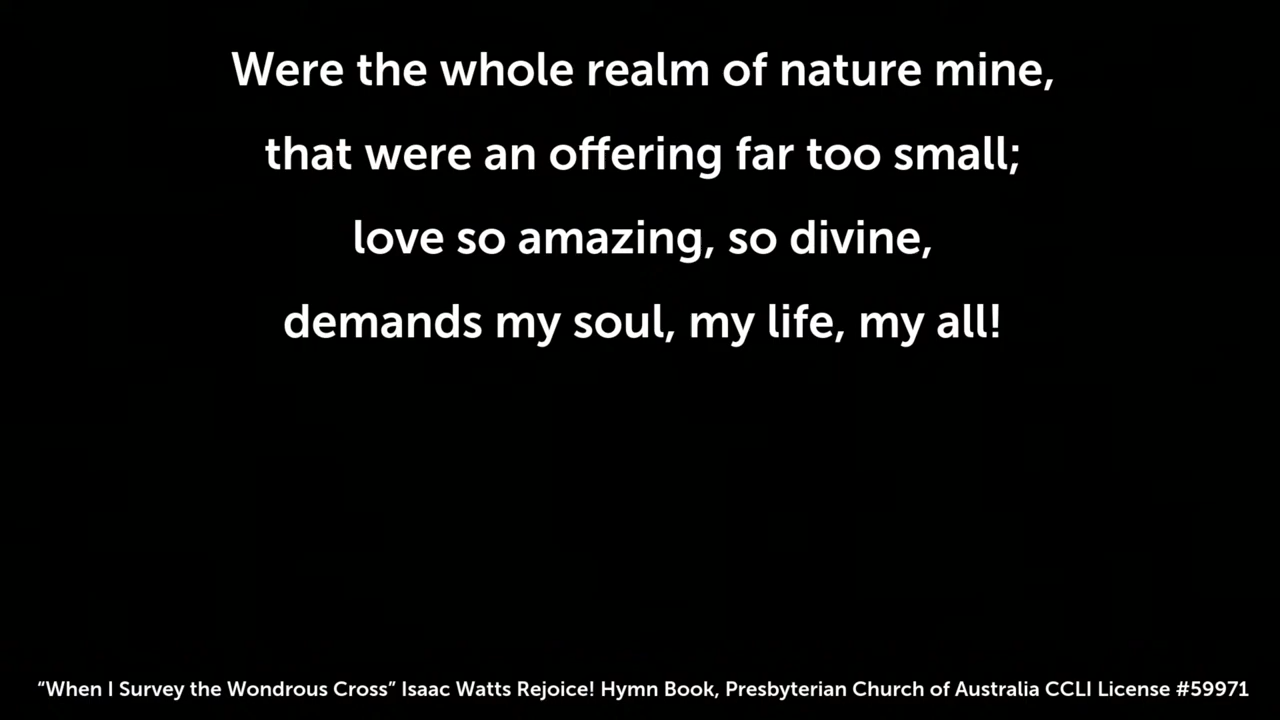 Were the whole realm of nature mine,
that were an offering far too small;
love so amazing, so divine,
demands my soul, my life, my all!
“When I Survey the Wondrous Cross” Isaac Watts Rejoice! Hymn Book, Presbyterian Church of Australia CCLI License #59971